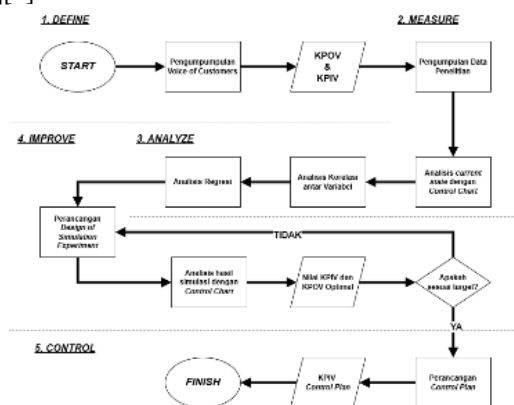 1. DEFINE
2. MEASURE
START
Pengumpumpulan
Voice of Customers
KPOV
&
KPIV
Pengumpulan Data
Penelitian
4. IMPROVE
3. ANALYZE
Analisis Regresi
Analisis Korelasi
antar Variabel
Analisis current
state dengan
Control Chart
Perancangan
Design of
Simulation
Experiment
TIDAK
Analisis hasil
simulasi dengan
Control Chart
Nilai KPIV dan
KPOV Optimal
Apakah
sesuai target?
YA
5. CONTROL
FINISH
KPIV
Control Plan
Perancangan
Control Plan